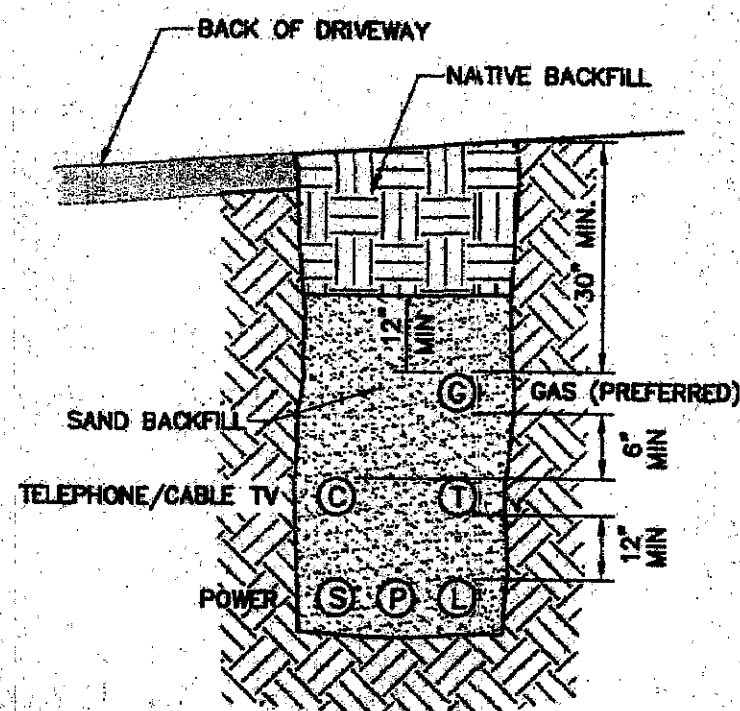 BACK OF DRIVEWAY
NATIVE BACKFILL
30" MIN.
12"
MIN
G
GAS (PREFERRED)
SAND BACKFILL
6"
MIN
TELEPHONE/CABLE TV
C
T
12"
MIN
POWER
S
P
L